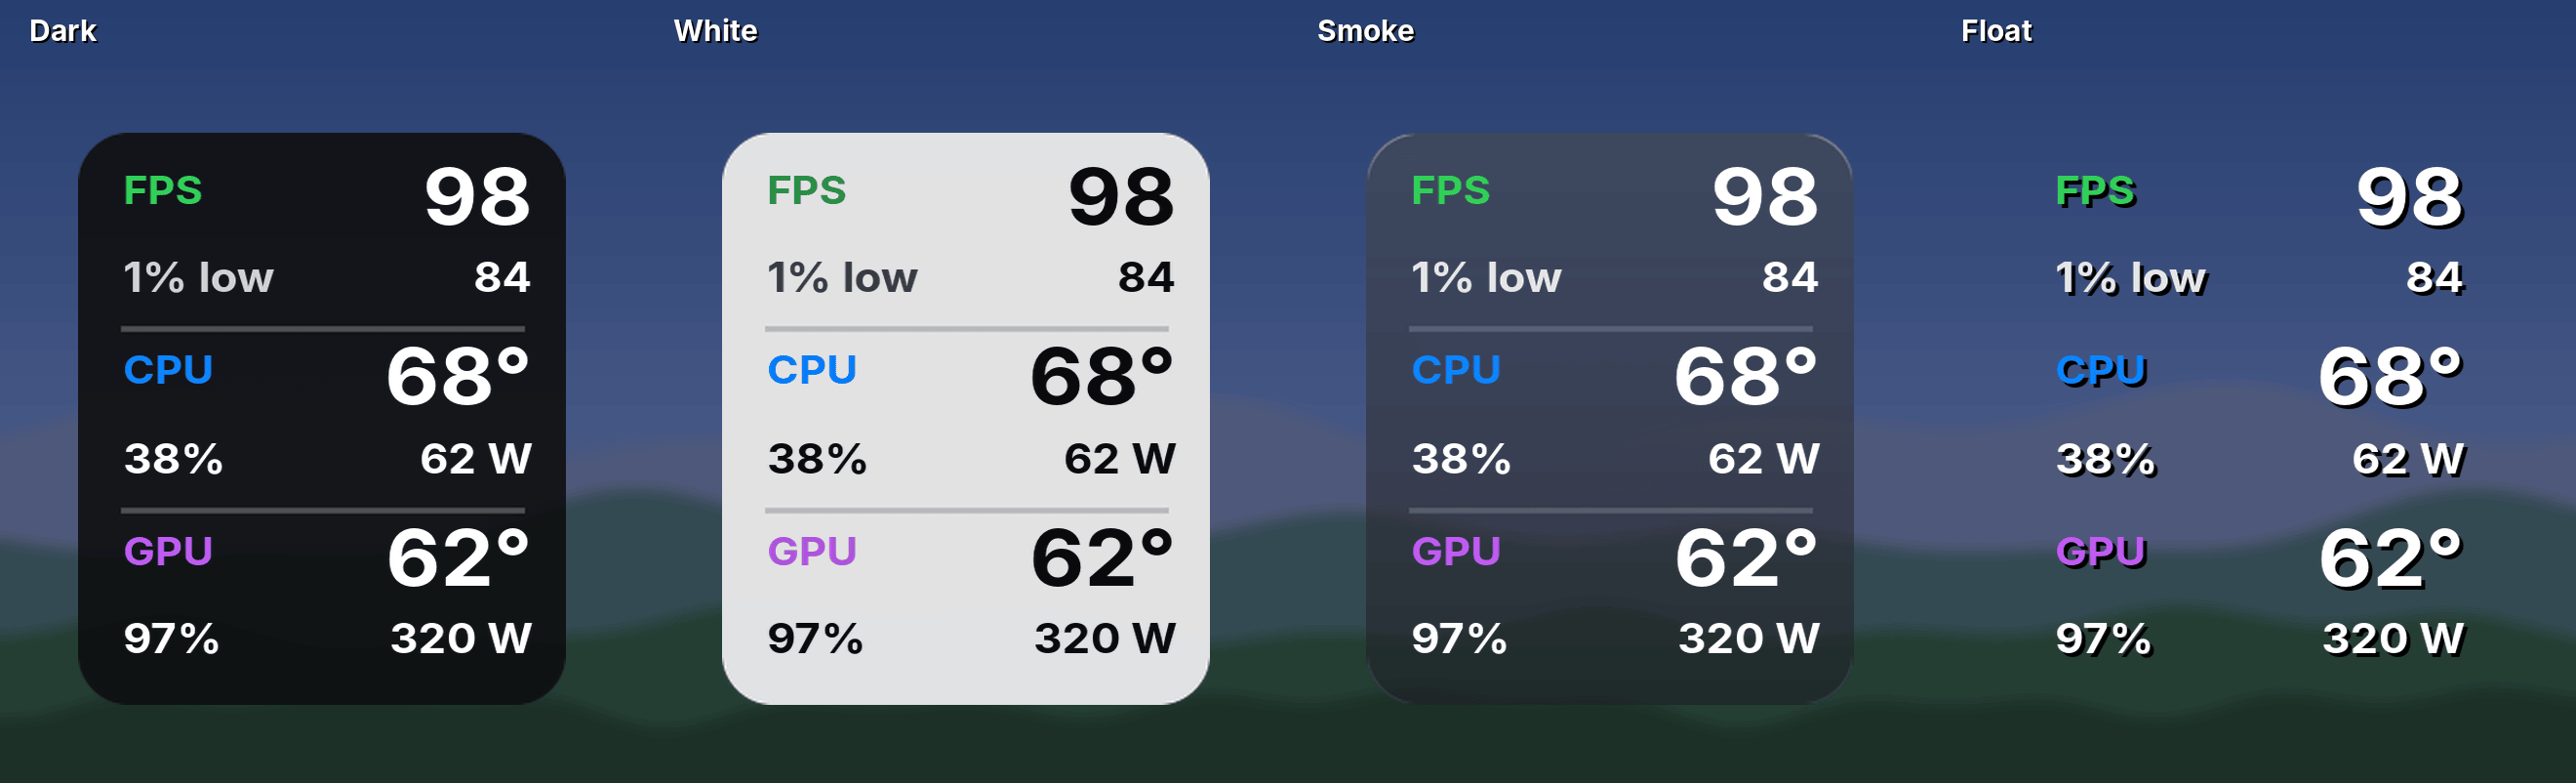 Dark
FPS 98
1% low 84
CPU 68°
38% 62 W
GPU 62°
97% 320 W
White
FPS 98
1% low 84
CPU 68°
38% 62 W
GPU 62°
97% 320 W
Smoke
FPS 98
1% low 84
CPU 68°
38% 62 W
GPU 62°
97% 320 W
Float
FPS 98
1% low 84
CPU 68°
38% 62 W
GPU 62°
97% 320 W